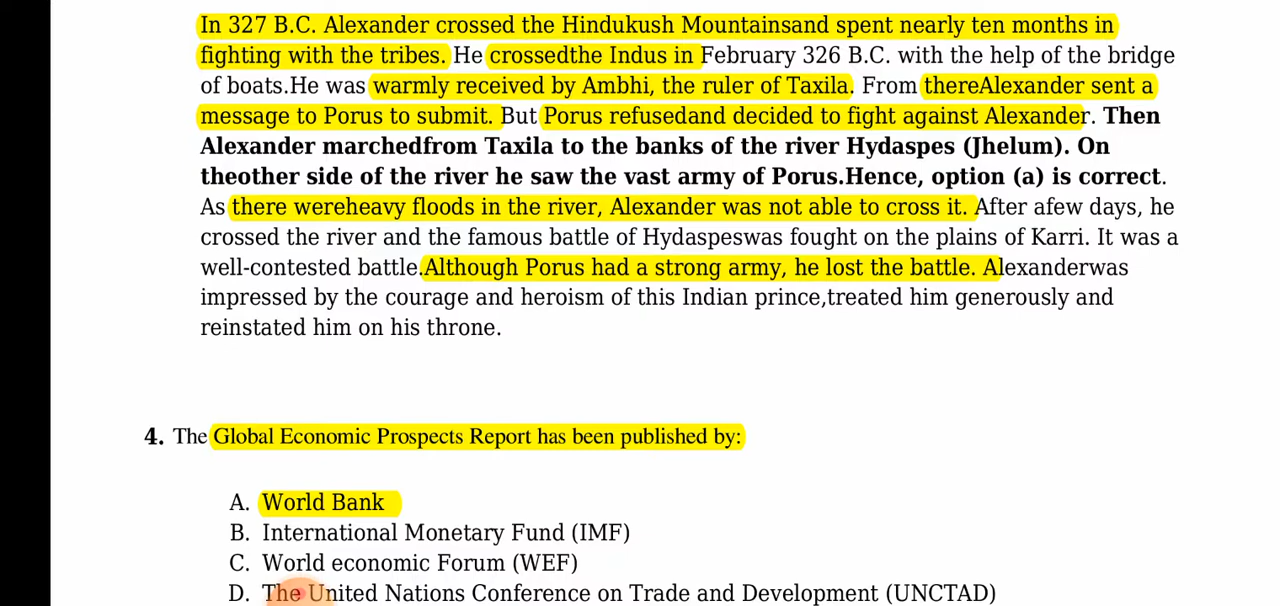 In 327 B.C. Alexander crossed the Hindukush Mountainsand spent nearly ten months in
fighting with the tribes. He crossedthe Indus in February 326 B.C. with the help of the bridge
of boats.He was warmly received by Ambhi, the ruler of Taxila. From thereAlexander sent a
message to Porus to submit. But Porus refusedand decided to fight against Alexander. Then
Alexander marchedfrom Taxila to the banks of the river Hydaspes (Jhelum). On
theother side of the river he saw the vast army of Porus.Hence, option (a) is correct.
As there wereheavy floods in the river, Alexander was not able to cross it. After afew days, he
crossed the river and the famous battle of Hydaspeswas fought on the plains of Karri. It was a
well-contested battle.Although Porus had a strong army, he lost the battle. Alexanderwas
impressed by the courage and heroism of this Indian prince,treated him generously and
reinstated him on his throne.
4. The Global Economic Prospects Report has been published by:
A. World Bank
B. International Monetary Fund (IMF)
C. World economic Forum (WEF)
D. The United Nations Conference on Trade and Development (UNCTAD)